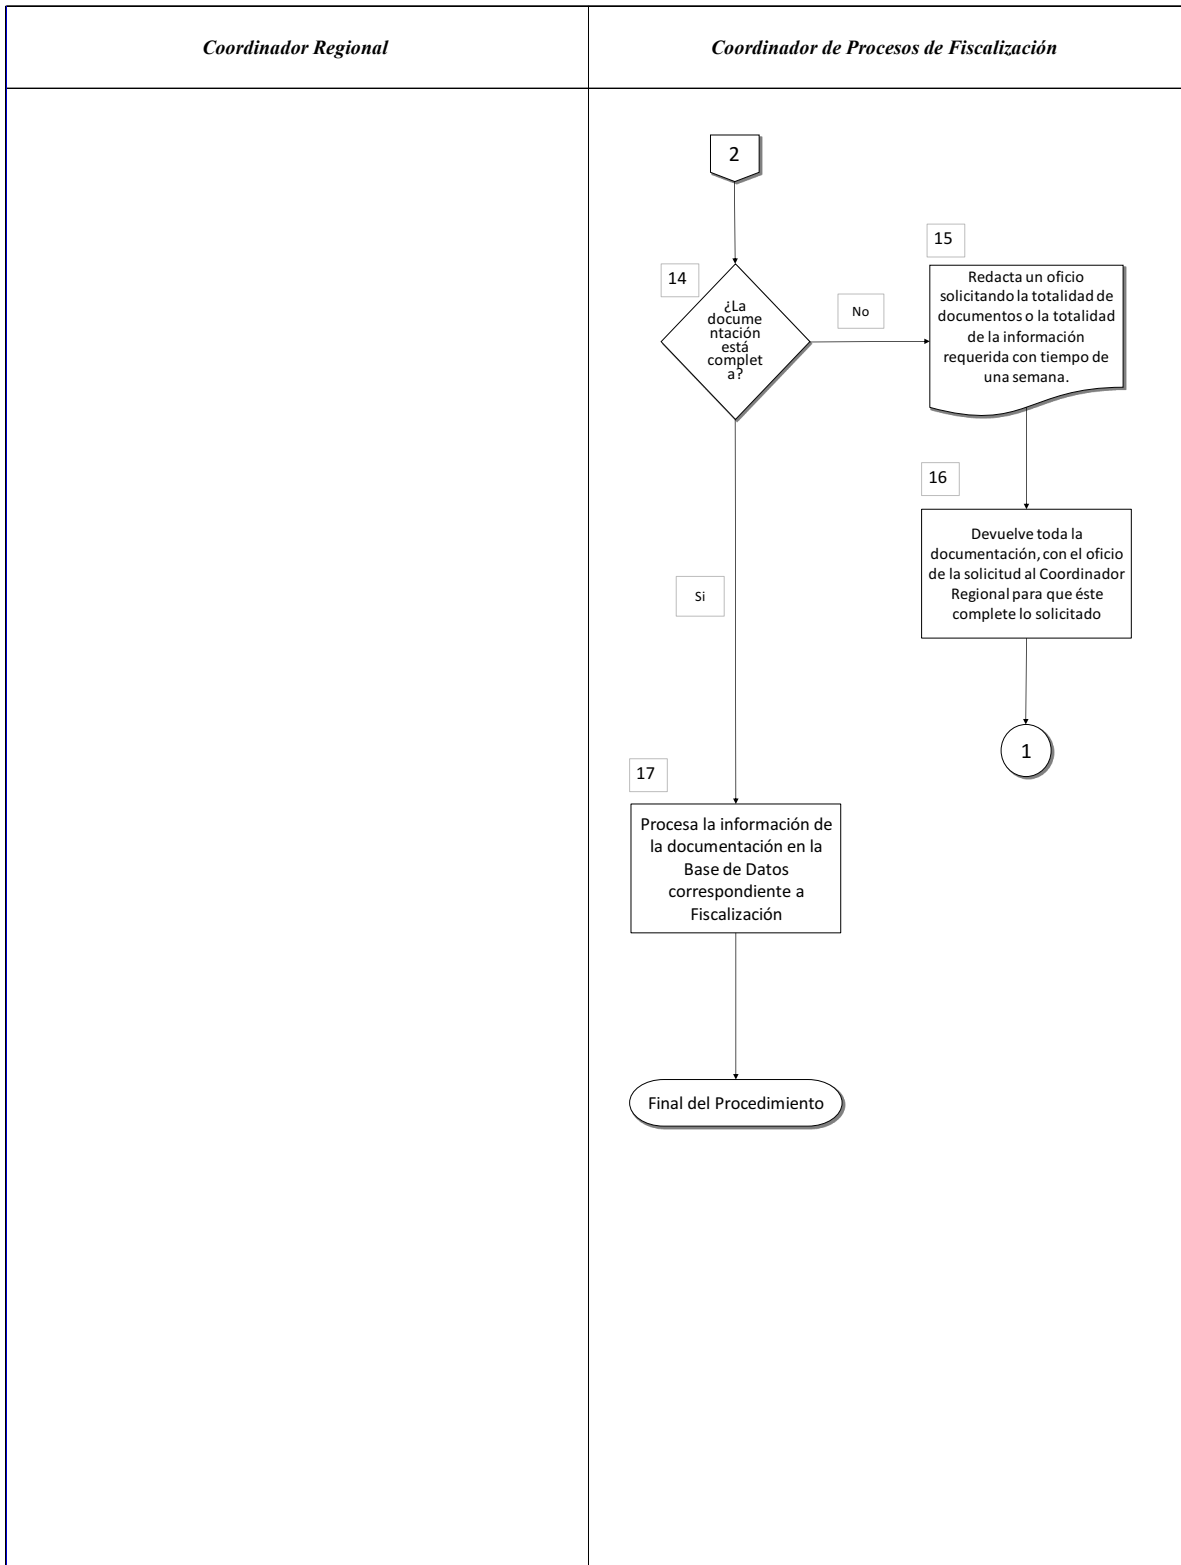 Coordinador Regional
Coordinador de Procesos de Fiscalización
2
14
¿La
docume
ntación
está
complet
a?
No
15
Redacta un oficio
solicitando la totalidad de
documentos o la totalidad
de la información
requerida con tiempo de
una semana.
16
Devuelve toda la
documentación, con el oficio
de la solicitud al Coordinador
Regional para que éste
complete lo solicitado
Si
1
17
Procesa la información de
la documentación en la
Base de Datos
correspondiente a
Fiscalización
Final del Procedimiento